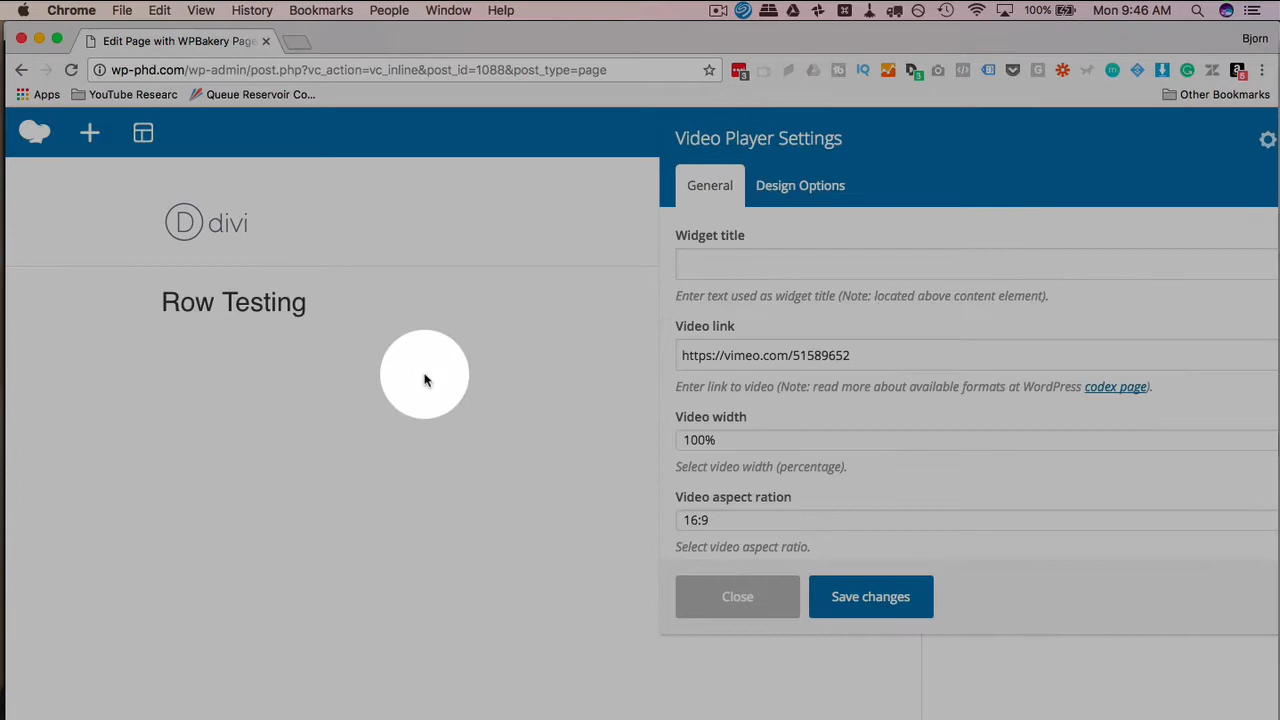 Chrome File Edit View History Bookmarks People Window Help 100% Mon 9:46 AM
Edit Page with WPBakery Page Bjorn
wp-phd.com/wp-admin/post.php?vc_action=vc_inline&post_id=1088&post_type=page
Apps YouTube Researc Queue Reservoir Co... Other Bookmarks
Video Player Settings
General Design Options
D divi
Widget title
Enter text used as widget title (Note: located above content element).
Row Testing
Video link
https://vimeo.com/51589652
Enter link to video (Note: read more about available formats at WordPress codex page).
Video width
100%
Select video width (percentage).
Video aspect ration
16:9
Select video aspect ratio.
Close Save changes